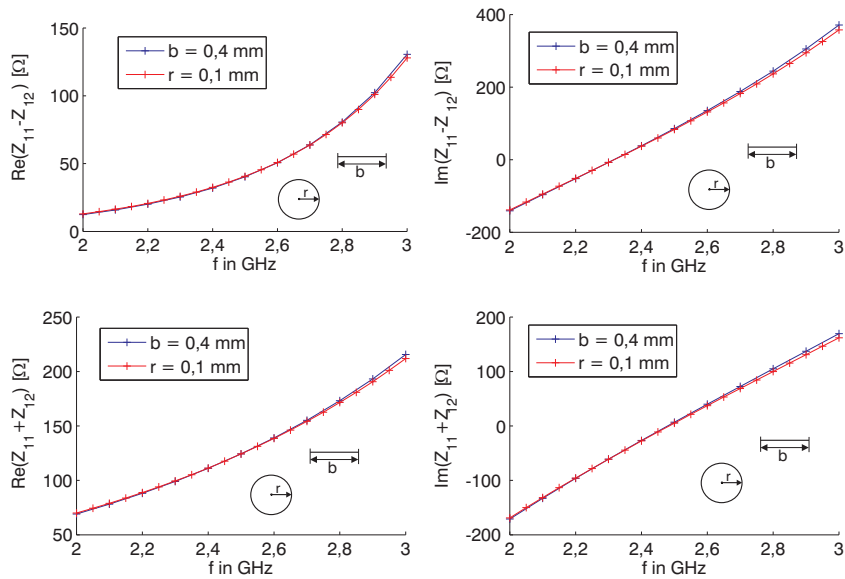 150
100
50
0
Re(Z₁₁-Z₁₂) [Ω]
b = 0,4 mm
r = 0,1 mm
r
b
2 2,2 2,4 2,6 2,8 3
f in GHz
400
200
0
-200
Im(Z₁₁-Z₁₂) [Ω]
b = 0,4 mm
r = 0,1 mm
r
b
2 2,2 2,4 2,6 2,8 3
f in GHz
250
200
150
100
50
Re(Z₁₁+Z₁₂) [Ω]
b = 0,4 mm
r = 0,1 mm
r
b
2 2,2 2,4 2,6 2,8 3
f in GHz
200
100
0
-100
-200
Im(Z₁₁+Z₁₂) [Ω]
b = 0,4 mm
r = 0,1 mm
r
b
2 2,2 2,4 2,6 2,8 3
f in GHz